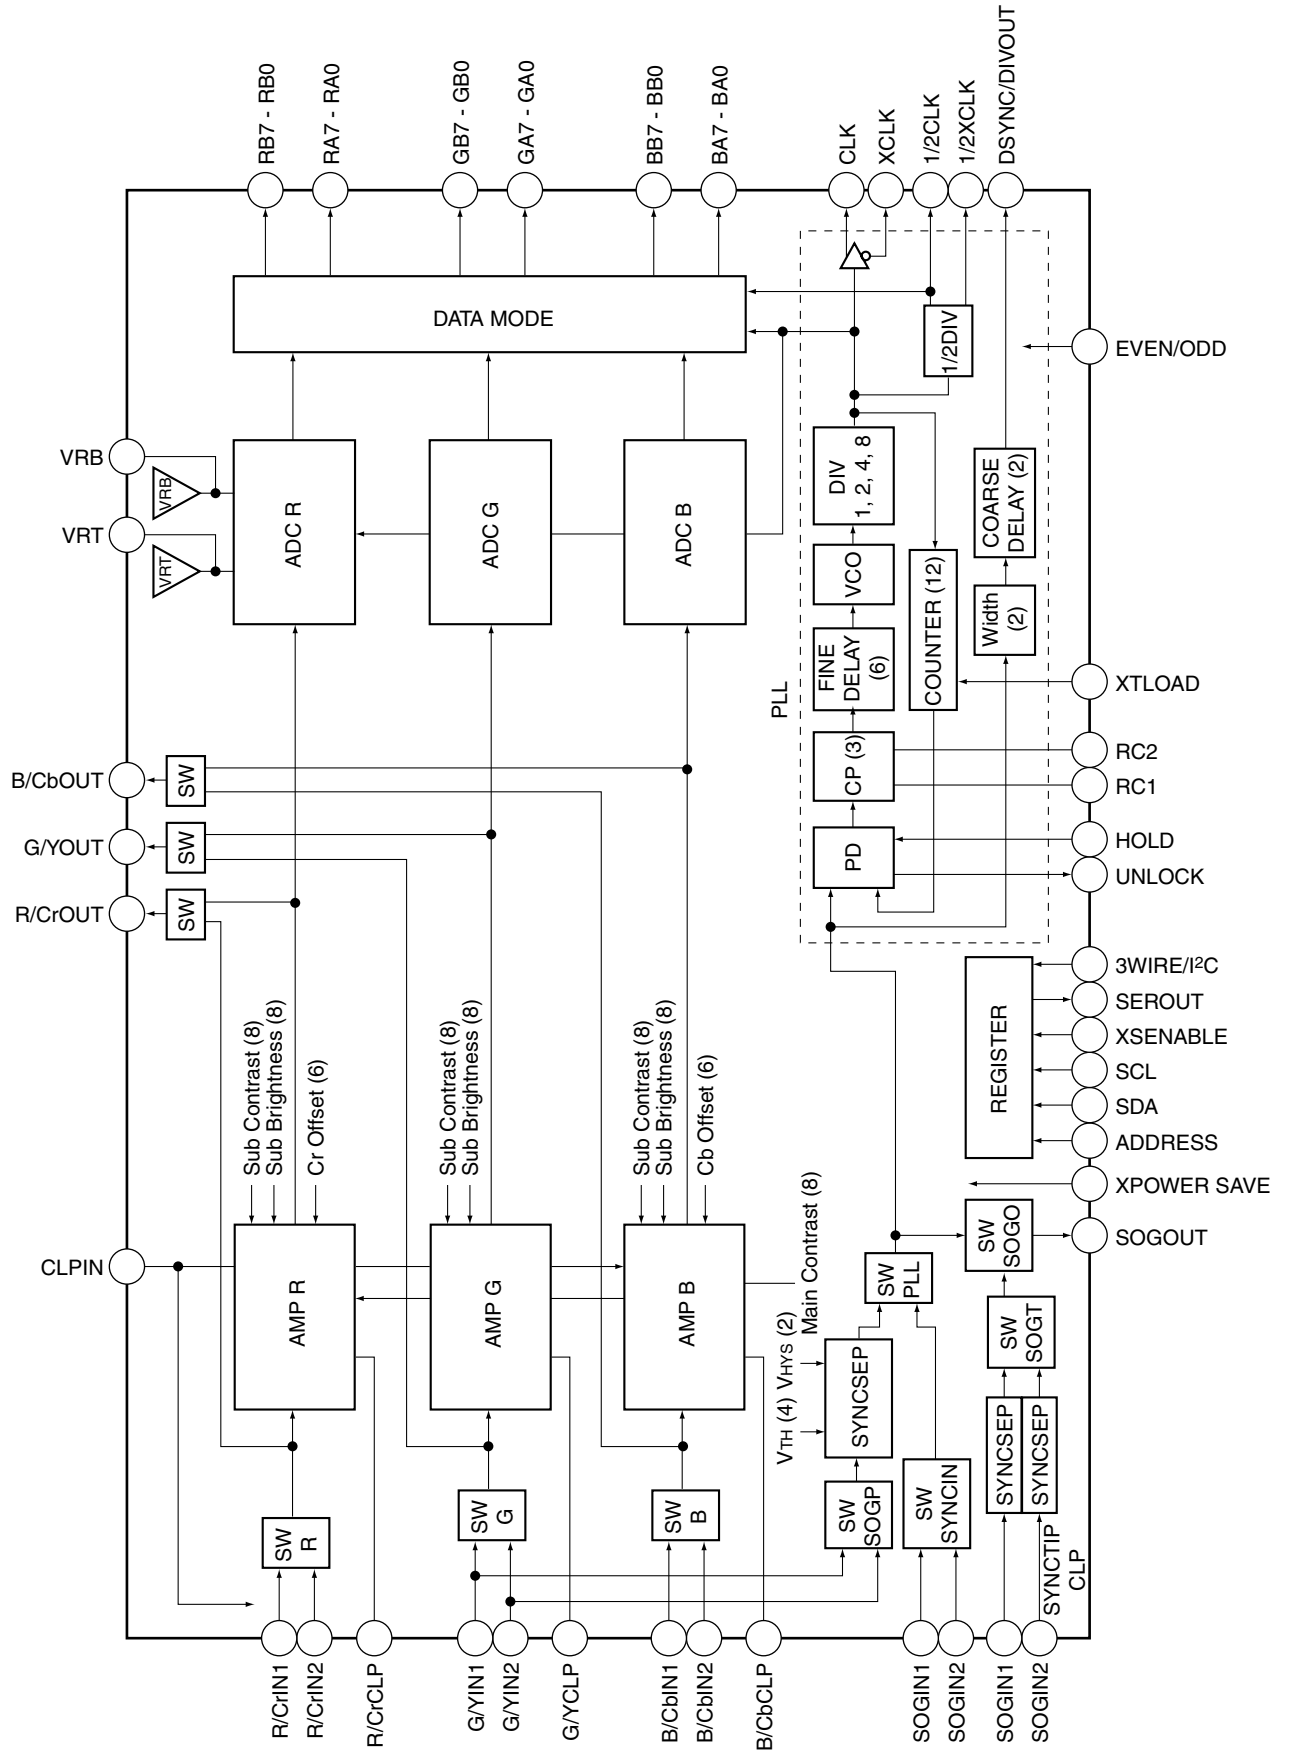 RB7 - RB0
RA7 - RA0
GB7 - GB0
GA7 - GA0
BB7 - BB0
BA7 - BA0
CLK
XCLK
1/2CLK
1/2XCLK
DSYNC/DIVOUT
DATA MODE
1/2DIV
EVEN/ODD
VRB
VRB
VRT
VRT
ADC R
ADC G
ADC B
DIV
1, 2, 4, 8
COARSE
DELAY (2)
VCO
COUNTER (12)
Width
(2)
FINE
DELAY
(6)
PLL
XTLOAD
B/CbOUT
SW
G/YOUT
SW
R/CrOUT
SW
CP (3)
RC2
RC1
PD
HOLD
UNLOCK
3WIRE/I2C
SEROUT
XSENABLE
SCL
SDA
ADDRESS
REGISTER
XPOWER SAVE
Sub Contrast (8)
Sub Brightness (8)
Cr Offset (6)
Sub Contrast (8)
Sub Brightness (8)
Sub Contrast (8)
Sub Brightness (8)
Cb Offset (6)
Main Contrast (8)
CLPIN
AMP R
AMP G
AMP B
SW
PLL
SW
SOGO
SOGOUT
VTH (4)
VHYS (2)
SYNCSEP
SW
SOGT
SYNCSEP
SYNCSEP
SW
R
SW
G
SW
B
SW
SOGP
SW
SYNCIN
SYNCTIP
CLP
R/CrIN1
R/CrIN2
R/CrCLP
G/YIN1
G/YIN2
G/YCLP
B/CbIN1
B/CbIN2
B/CbCLP
SOGIN1
SOGIN2
SOGIN1
SOGIN2